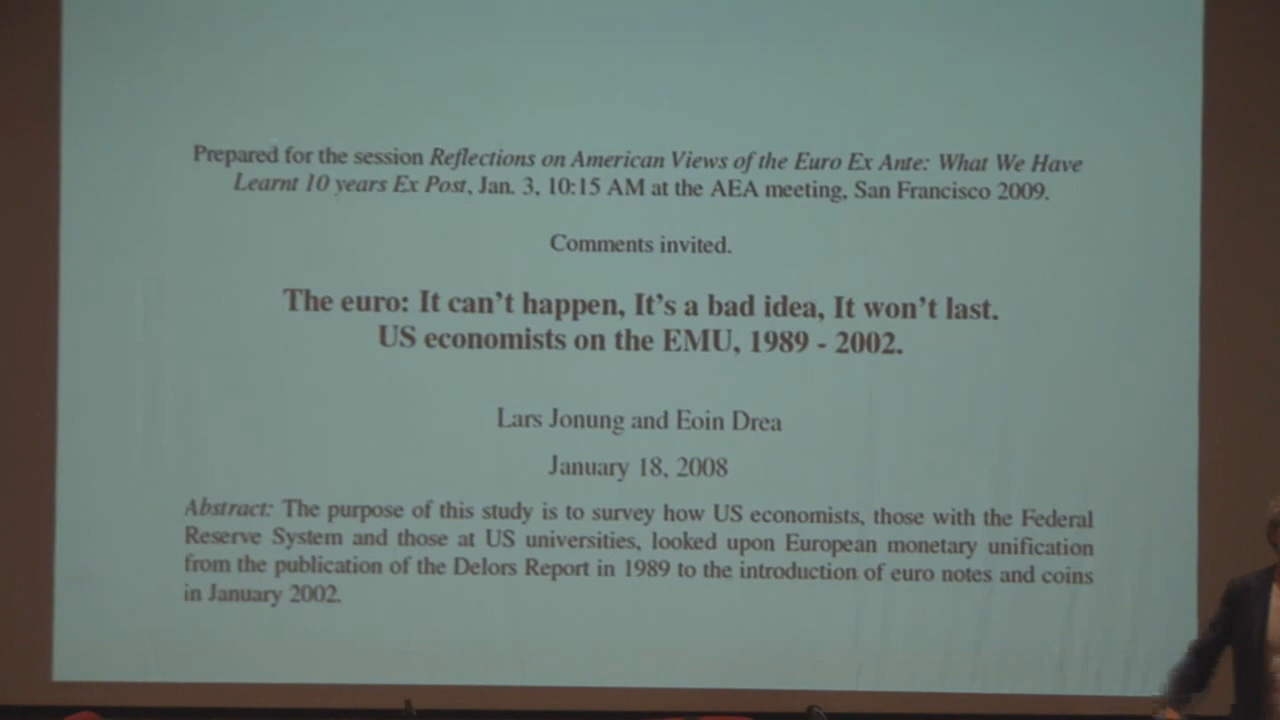 Prepared for the session Reflections on American Views of the Euro Ex Ante: What We Have
Learnt 10 years Ex Post, Jan. 3, 10:15 AM at the AEA meeting, San Francisco 2009.
Comments invited.
The euro: It can't happen, It's a bad idea, It won't last.
US economists on the EMU, 1989 - 2002.
Lars Jonung and Eoin Drea
January 18, 2008
Abstract: The purpose of this study is to survey how US economists, those with the Federal
Reserve System and those at US universities, looked upon European monetary unification
from the publication of the Delors Report in 1989 to the introduction of euro notes and coins
in January 2002.